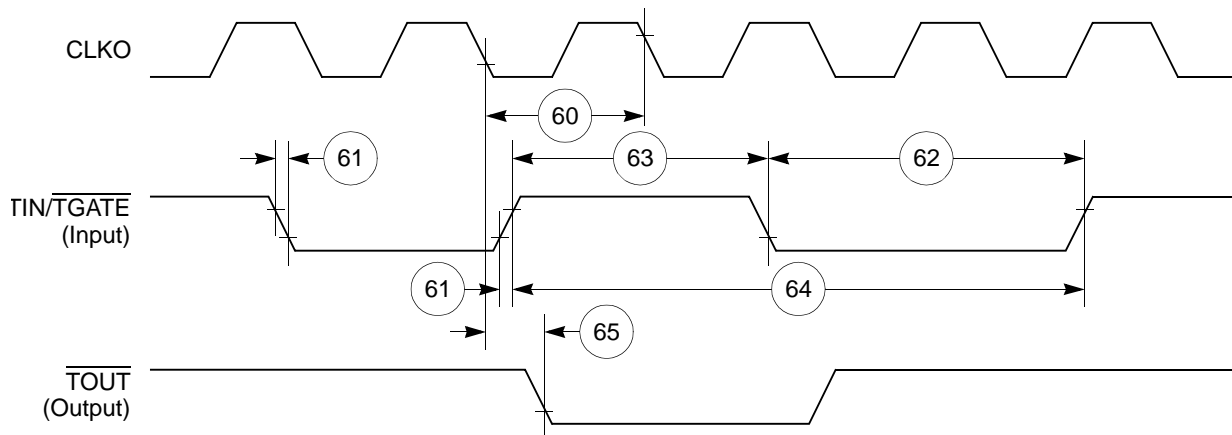 CLKO
60
61
63
62
TIN/TGATE
(Input)
61
64
65
TOUT
(Output)